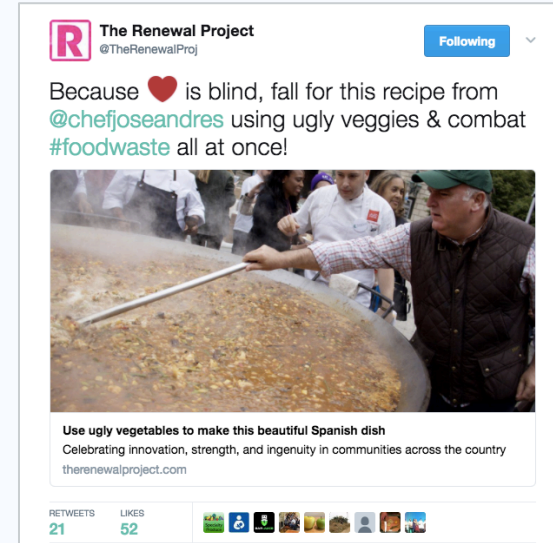 R
The Renewal Project
@TheRenewalProj
Following
Because ❤ is blind, fall for this recipe from
@chefjoseandres using ugly veggies & combat
#foodwaste all at once!
Use ugly vegetables to make this beautiful Spanish dish
Celebrating innovation, strength, and ingenuity in communities across the country
therenewalproject.com
RETWEETS
LIKES
21
52